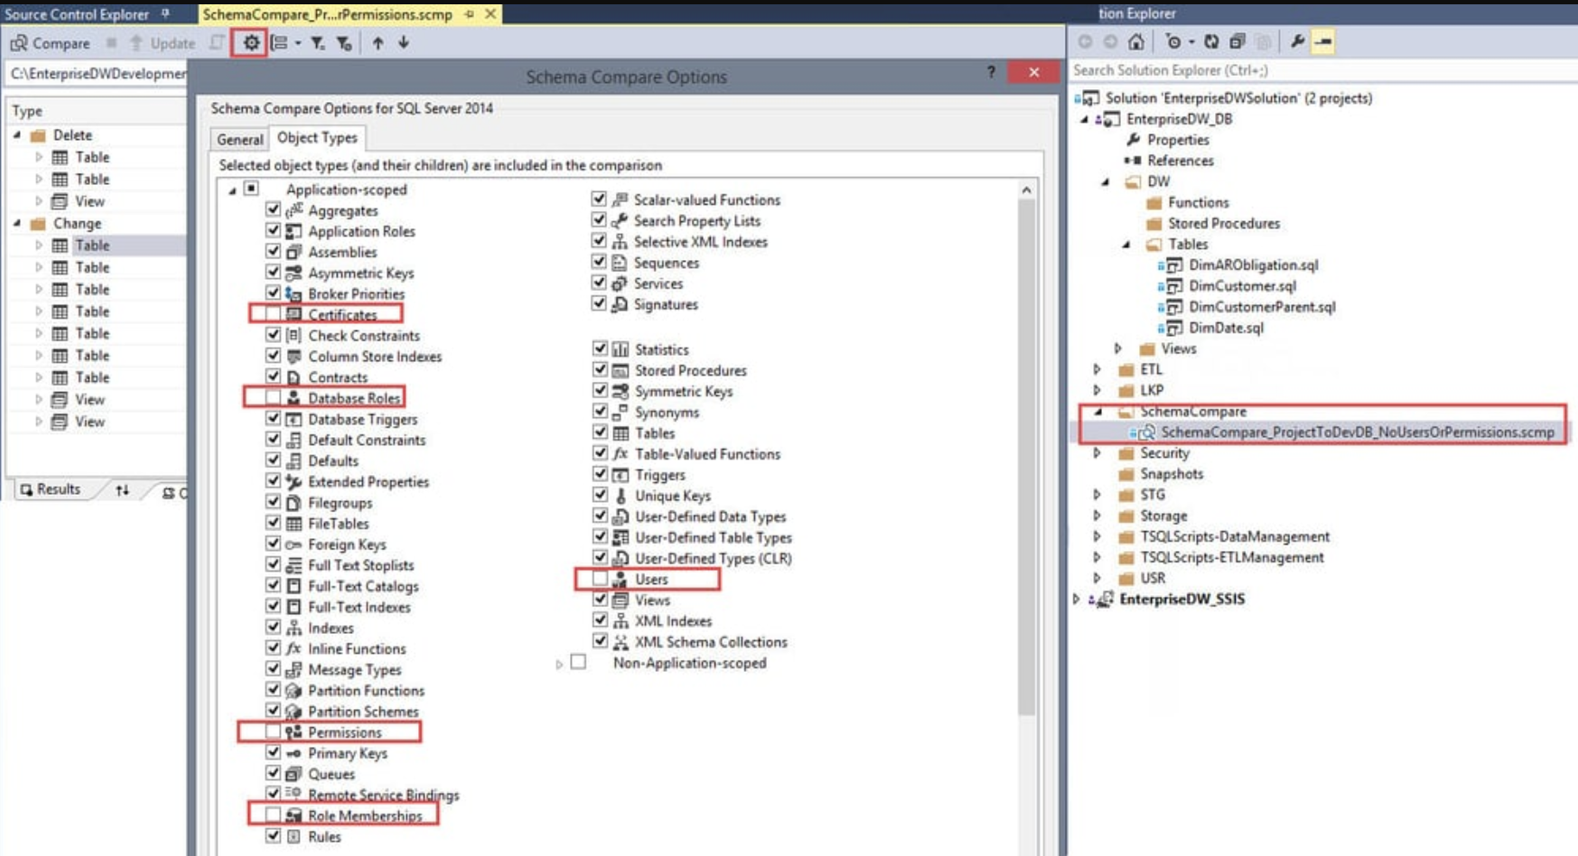 Source Control Explorer
SchemaCompare_Pr...rPermissions.scmp
Compare
Update
C:\EnterpriseDWDevelopmen
Type
Delete
Table
Table
View
Change
Table
Table
Table
Table
Table
Table
Table
View
View
Results
Schema Compare Options
?
Schema Compare Options for SQL Server 2014
General
Object Types
Selected object types (and their children) are included in the comparison
Application-scoped
Aggregates
Application Roles
Assemblies
Asymmetric Keys
Broker Priorities
Certificates
Check Constraints
Column Store Indexes
Contracts
Database Roles
Database Triggers
Default Constraints
Defaults
Extended Properties
Filegroups
FileTables
Foreign Keys
Full Text Stoplists
Full-Text Catalogs
Full-Text Indexes
Indexes
Inline Functions
Message Types
Partition Functions
Partition Schemes
Permissions
Primary Keys
Queues
Remote Service Bindings
Role Memberships
Rules
Scalar-valued Functions
Search Property Lists
Selective XML Indexes
Sequences
Services
Signatures
Statistics
Stored Procedures
Symmetric Keys
Synonyms
Tables
Table-Valued Functions
Triggers
Unique Keys
User-Defined Data Types
User-Defined Table Types
User-Defined Types (CLR)
Users
Views
XML Indexes
XML Schema Collections
Non-Application-scoped
tion Explorer
Search Solution Explorer (Ctrl+;)
Solution 'EnterpriseDWSolution' (2 projects)
EnterpriseDW_DB
Properties
References
DW
Functions
Stored Procedures
Tables
DimARObligation.sql
DimCustomer.sql
DimCustomerParent.sql
DimDate.sql
Views
ETL
LKP
SchemaCompare
SchemaCompare_ProjectToDevDB_NoUsersOrPermissions.scmp
Security
Snapshots
STG
Storage
TSQLScripts-DataManagement
TSQLScripts-ETLManagement
USR
EnterpriseDW_SSIS